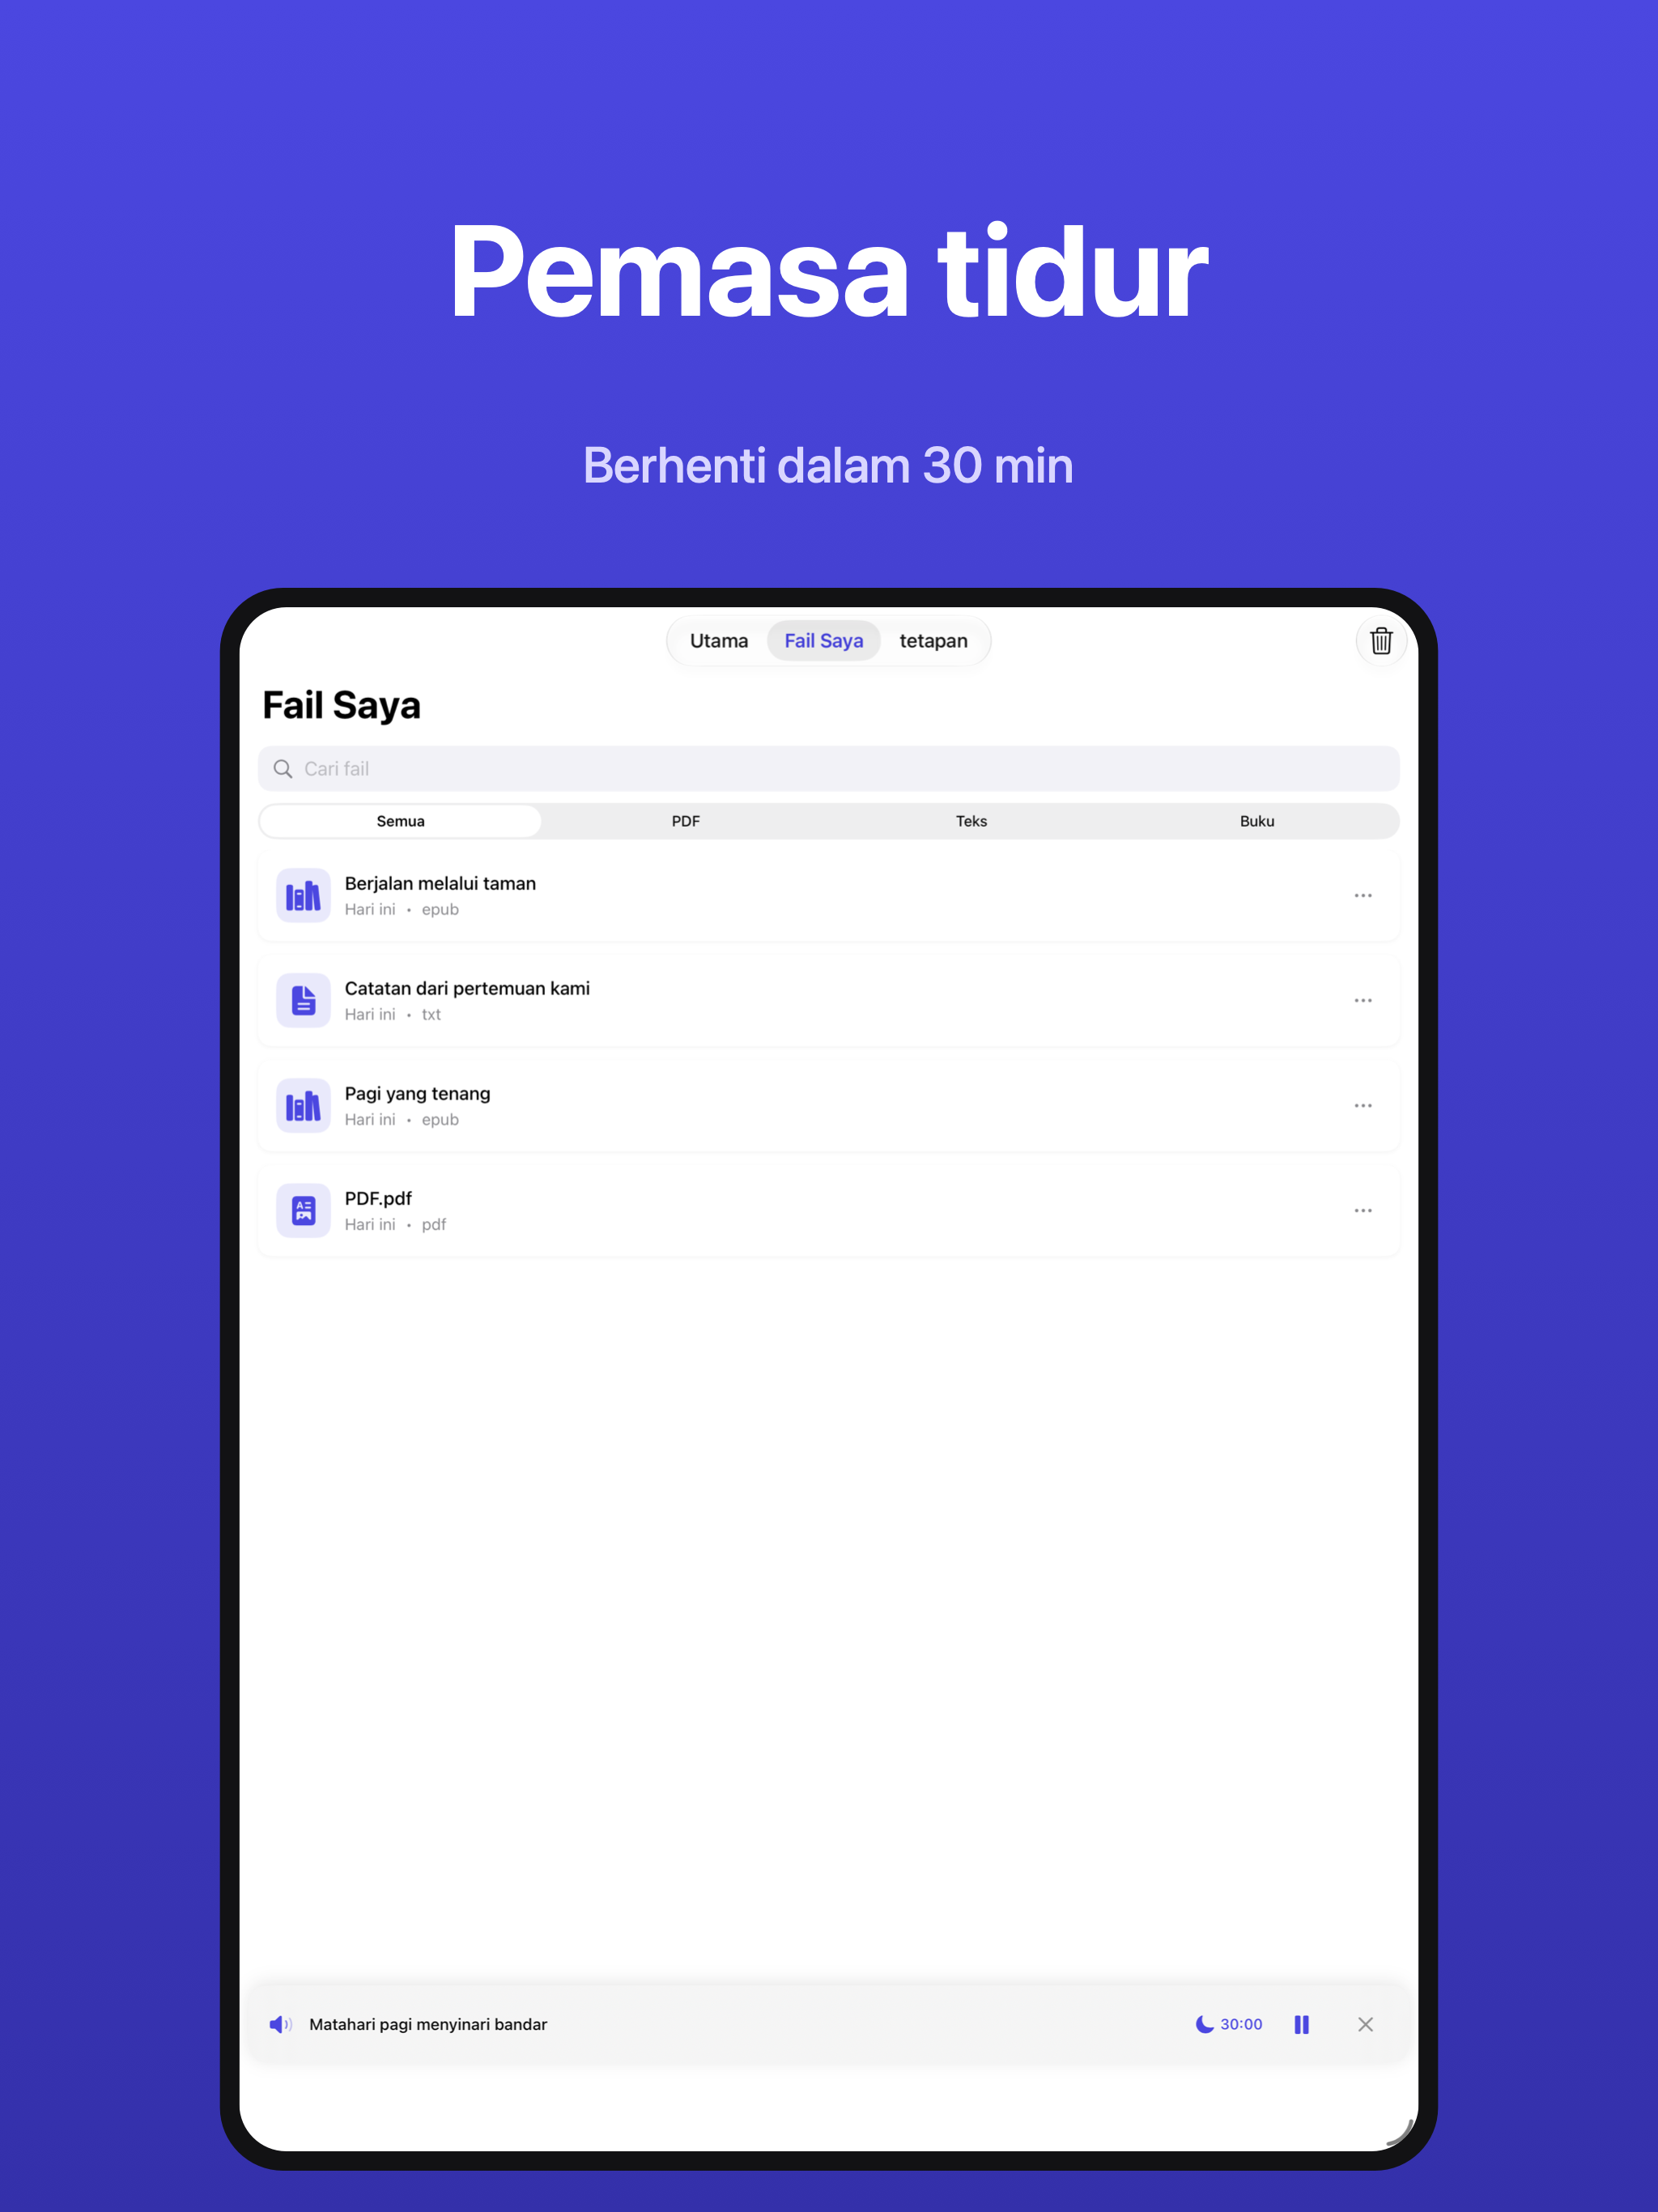 Pemasa tidur
Berhenti dalam 30 min
Utama Fail Saya tetapan
Fail Saya
Cari fail
Semua PDF Teks Buku
Berjalan melalui taman
Hari ini • epub
Catatan dari pertemuan kami
Hari ini • txt
Pagi yang tenang
Hari ini • epub
PDF.pdf
Hari ini • pdf
Matahari pagi menyinari bandar 30:00